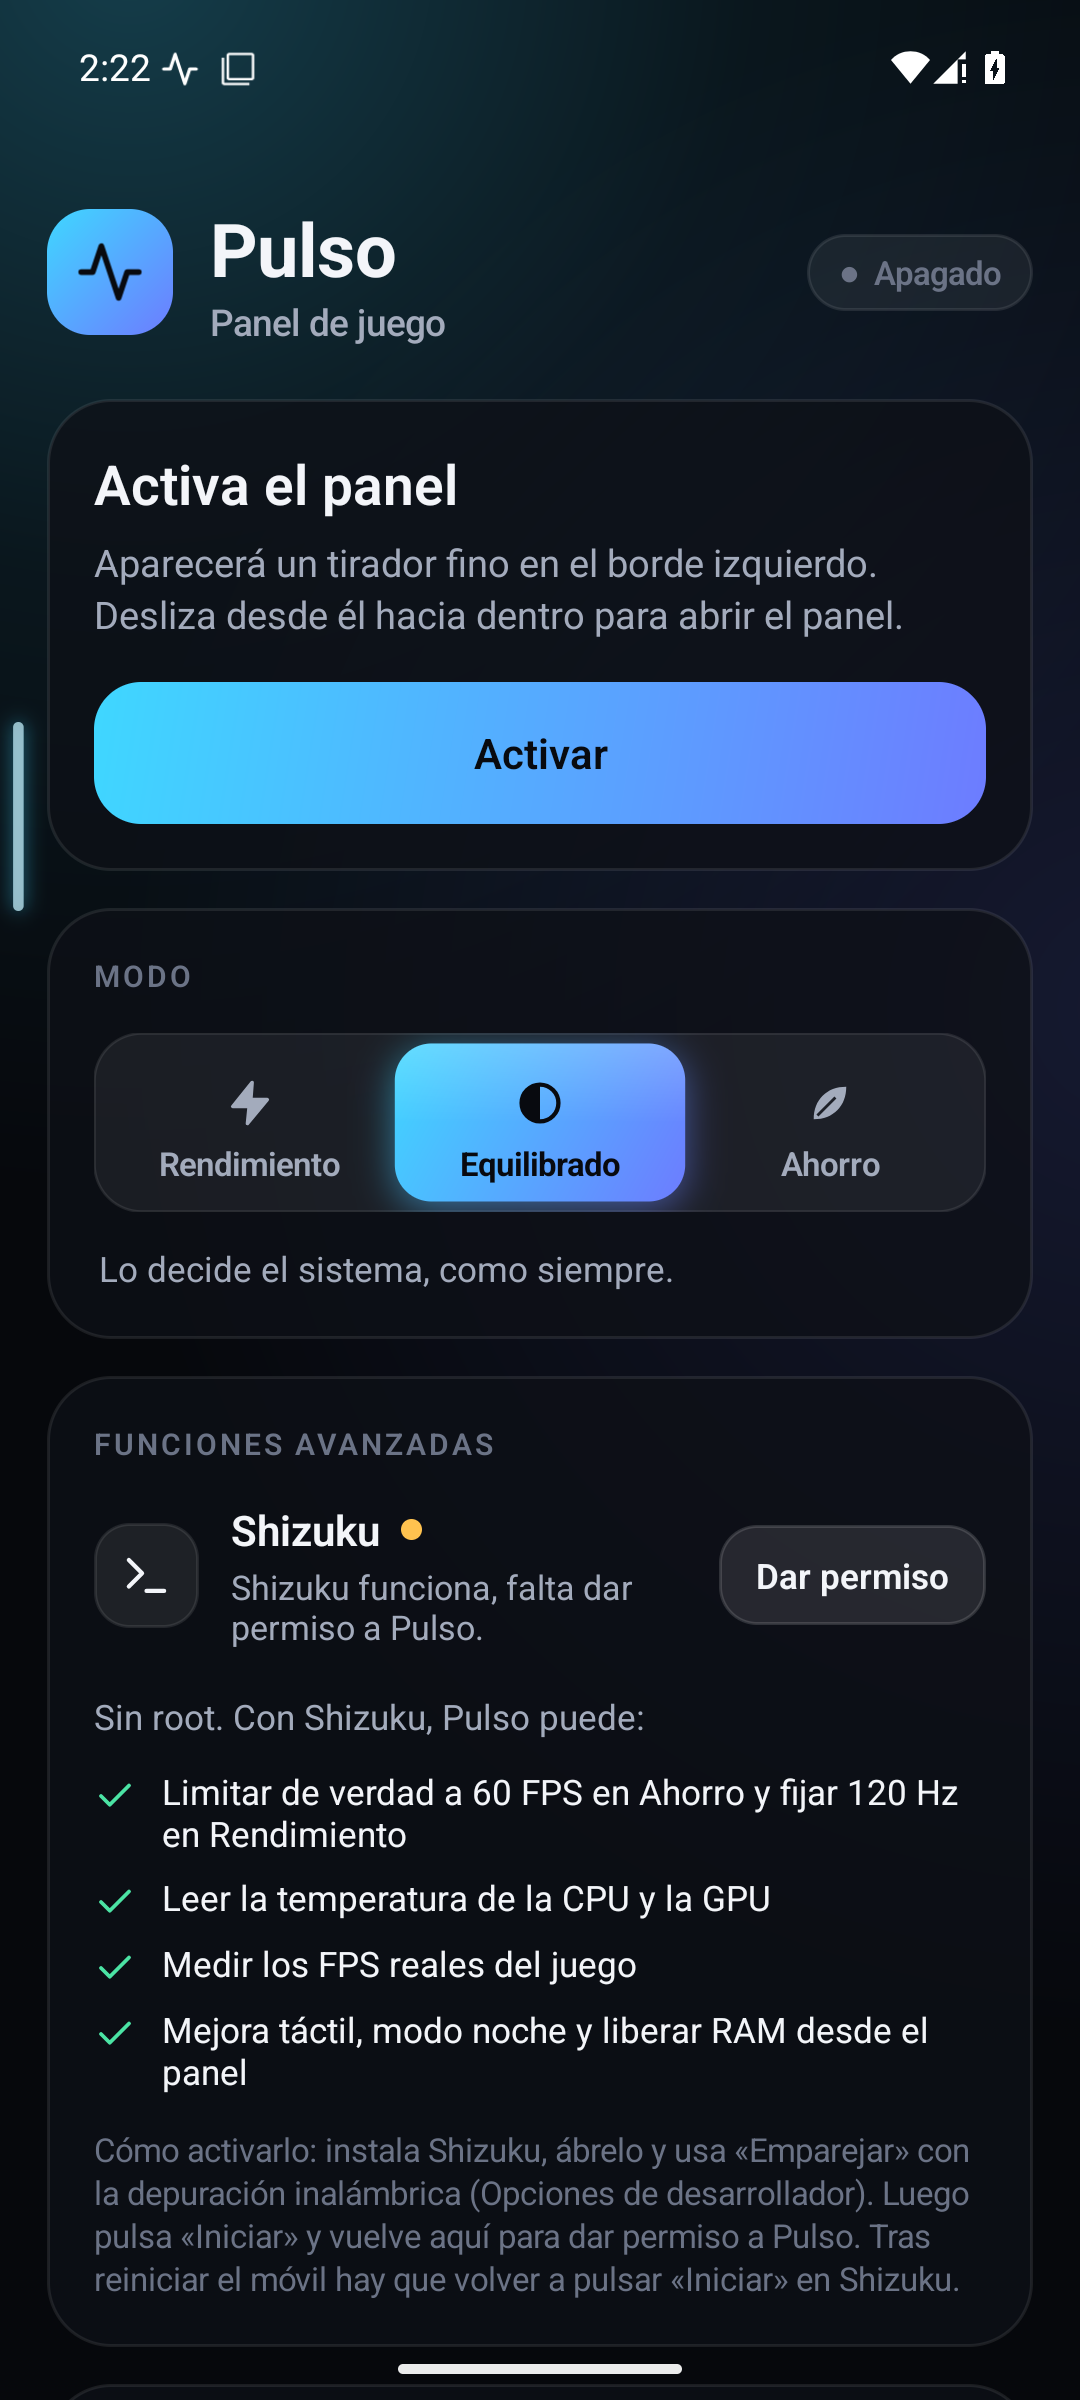 2:22
Pulso
Panel de juego
Apagado
Activa el panel
Aparecerá un tirador fino en el borde izquierdo.
Desliza desde él hacia dentro para abrir el panel.
Activar
MODO
Rendimiento
Equilibrado
Ahorro
Lo decide el sistema, como siempre.
FUNCIONES AVANZADAS
Shizuku
Shizuku funciona, falta dar
permiso a Pulso.
Dar permiso
Sin root. Con Shizuku, Pulso puede:
Limitar de verdad a 60 FPS en Ahorro y fijar 120 Hz
en Rendimiento
Leer la temperatura de la CPU y la GPU
Medir los FPS reales del juego
Mejora táctil, modo noche y liberar RAM desde el
panel
Cómo activarlo: instala Shizuku, ábrelo y usa «Emparejar» con
la depuración inalámbrica (Opciones de desarrollador). Luego
pulsa «Iniciar» y vuelve aquí para dar permiso a Pulso. Tras
reiniciar el móvil hay que volver a pulsar «Iniciar» en Shizuku.